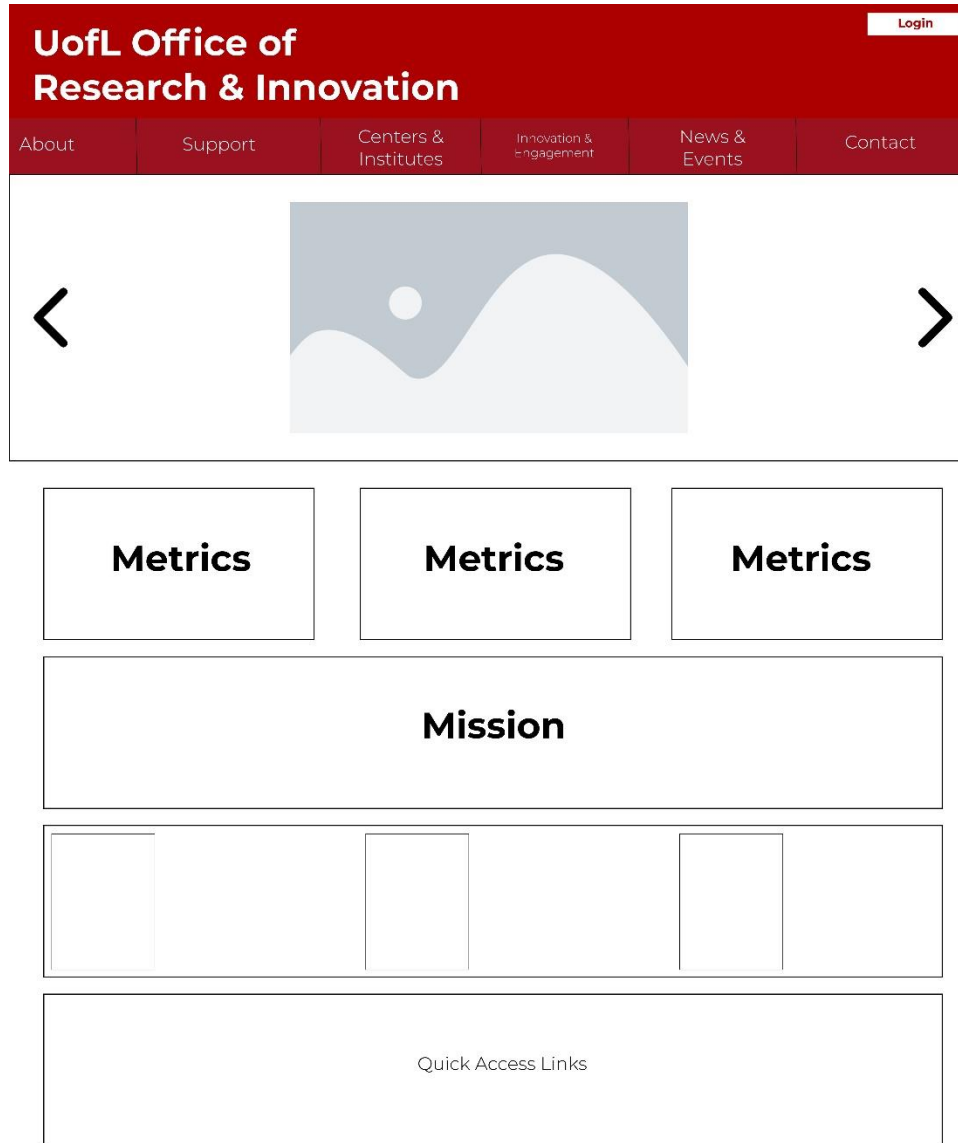 Login
UofL Office of
Research & Innovation
About
Support
Centers &
Institutes
Innovation &
Engagement
News &
Events
Contact
Metrics
Metrics
Metrics
Mission
Quick Access Links